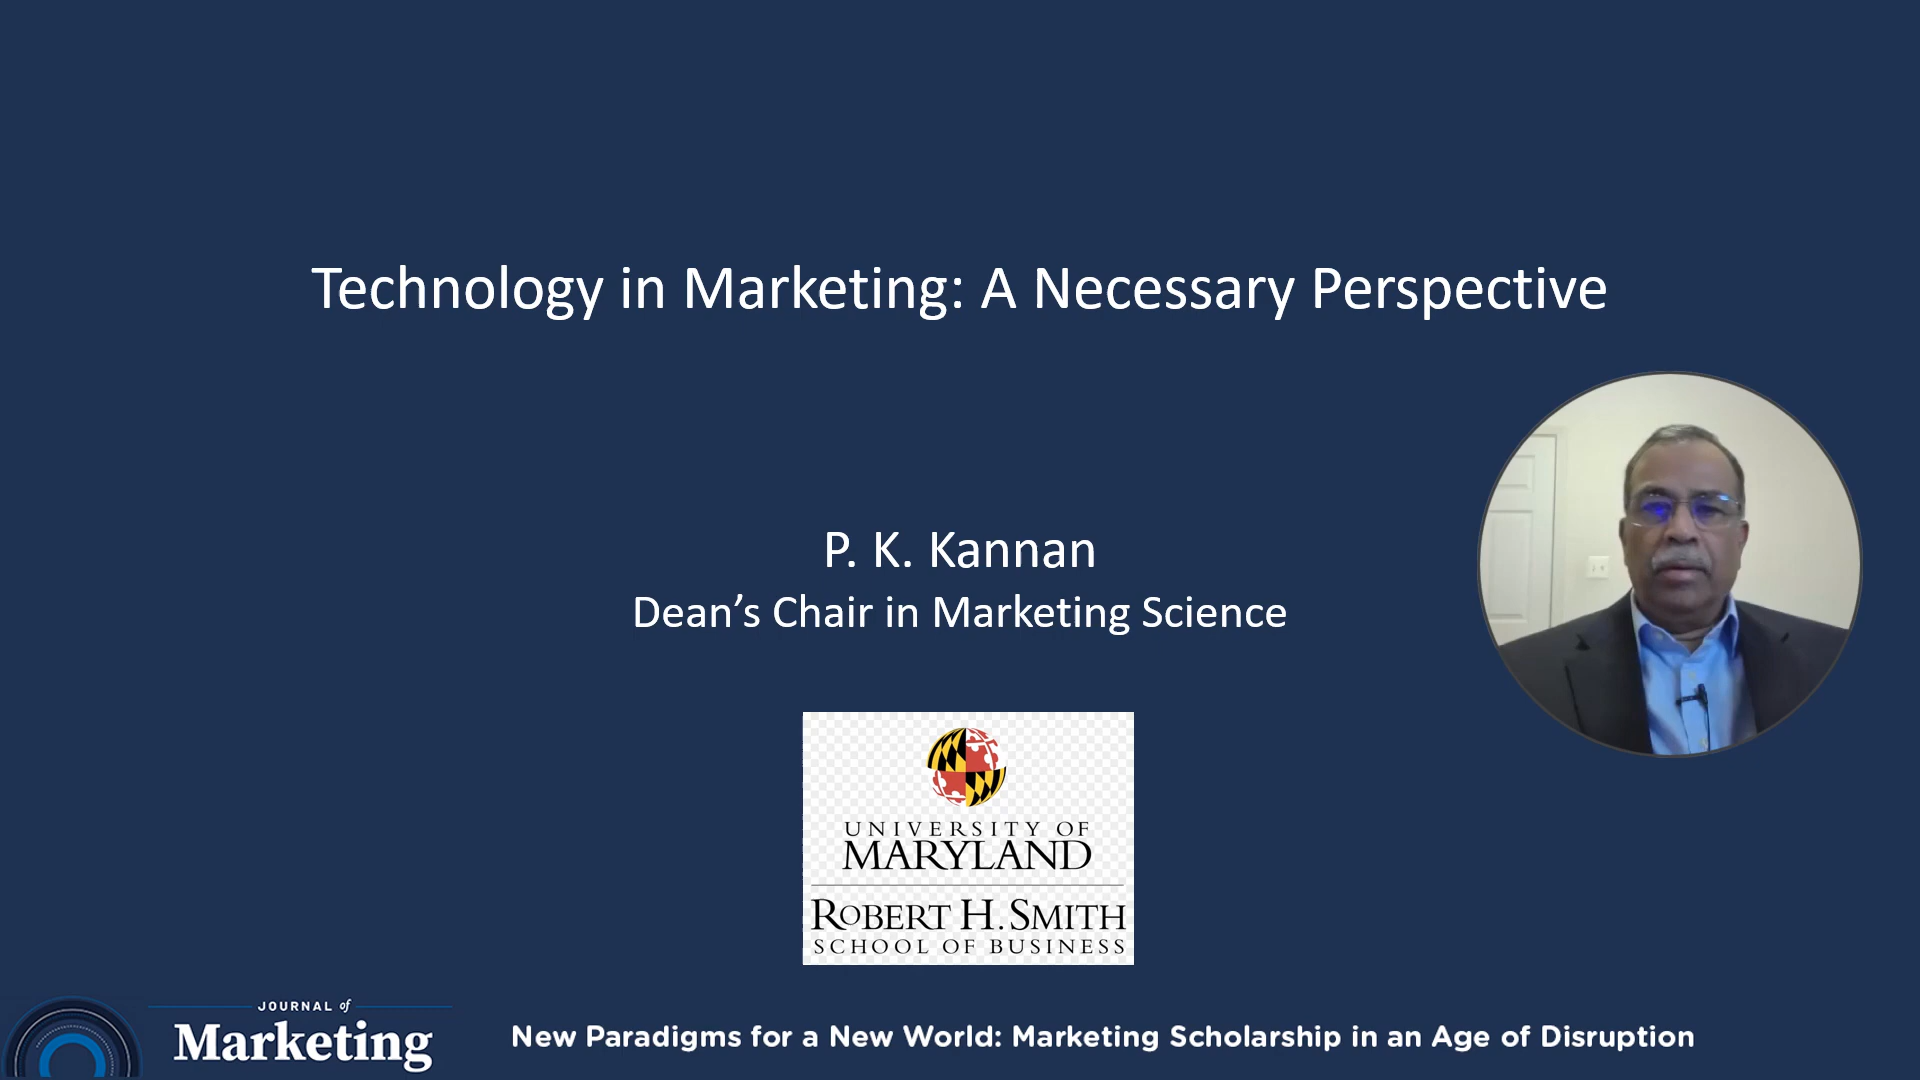 Technology in Marketing: A Necessary Perspective
P. K. Kannan
Dean’s Chair in Marketing Science
UNIVERSITY OF
MARYLAND
ROBERT H. SMITH
SCHOOL OF BUSINESS
JOURNAL of
Marketing
New Paradigms for a New World: Marketing Scholarship in an Age of Disruption